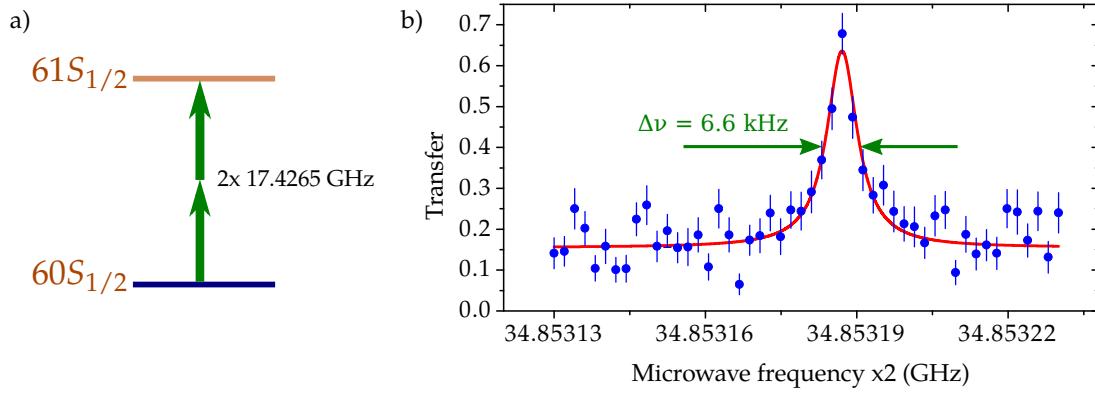 a)
61S1/2
2x 17.4265 GHz
60S1/2
b)
0.7
0.6
0.5
0.4
0.3
0.2
0.1
0.0
Transfer
Δν = 6.6 kHz
34.85313
34.85316
34.85319
34.85322
Microwave frequency x2 (GHz)